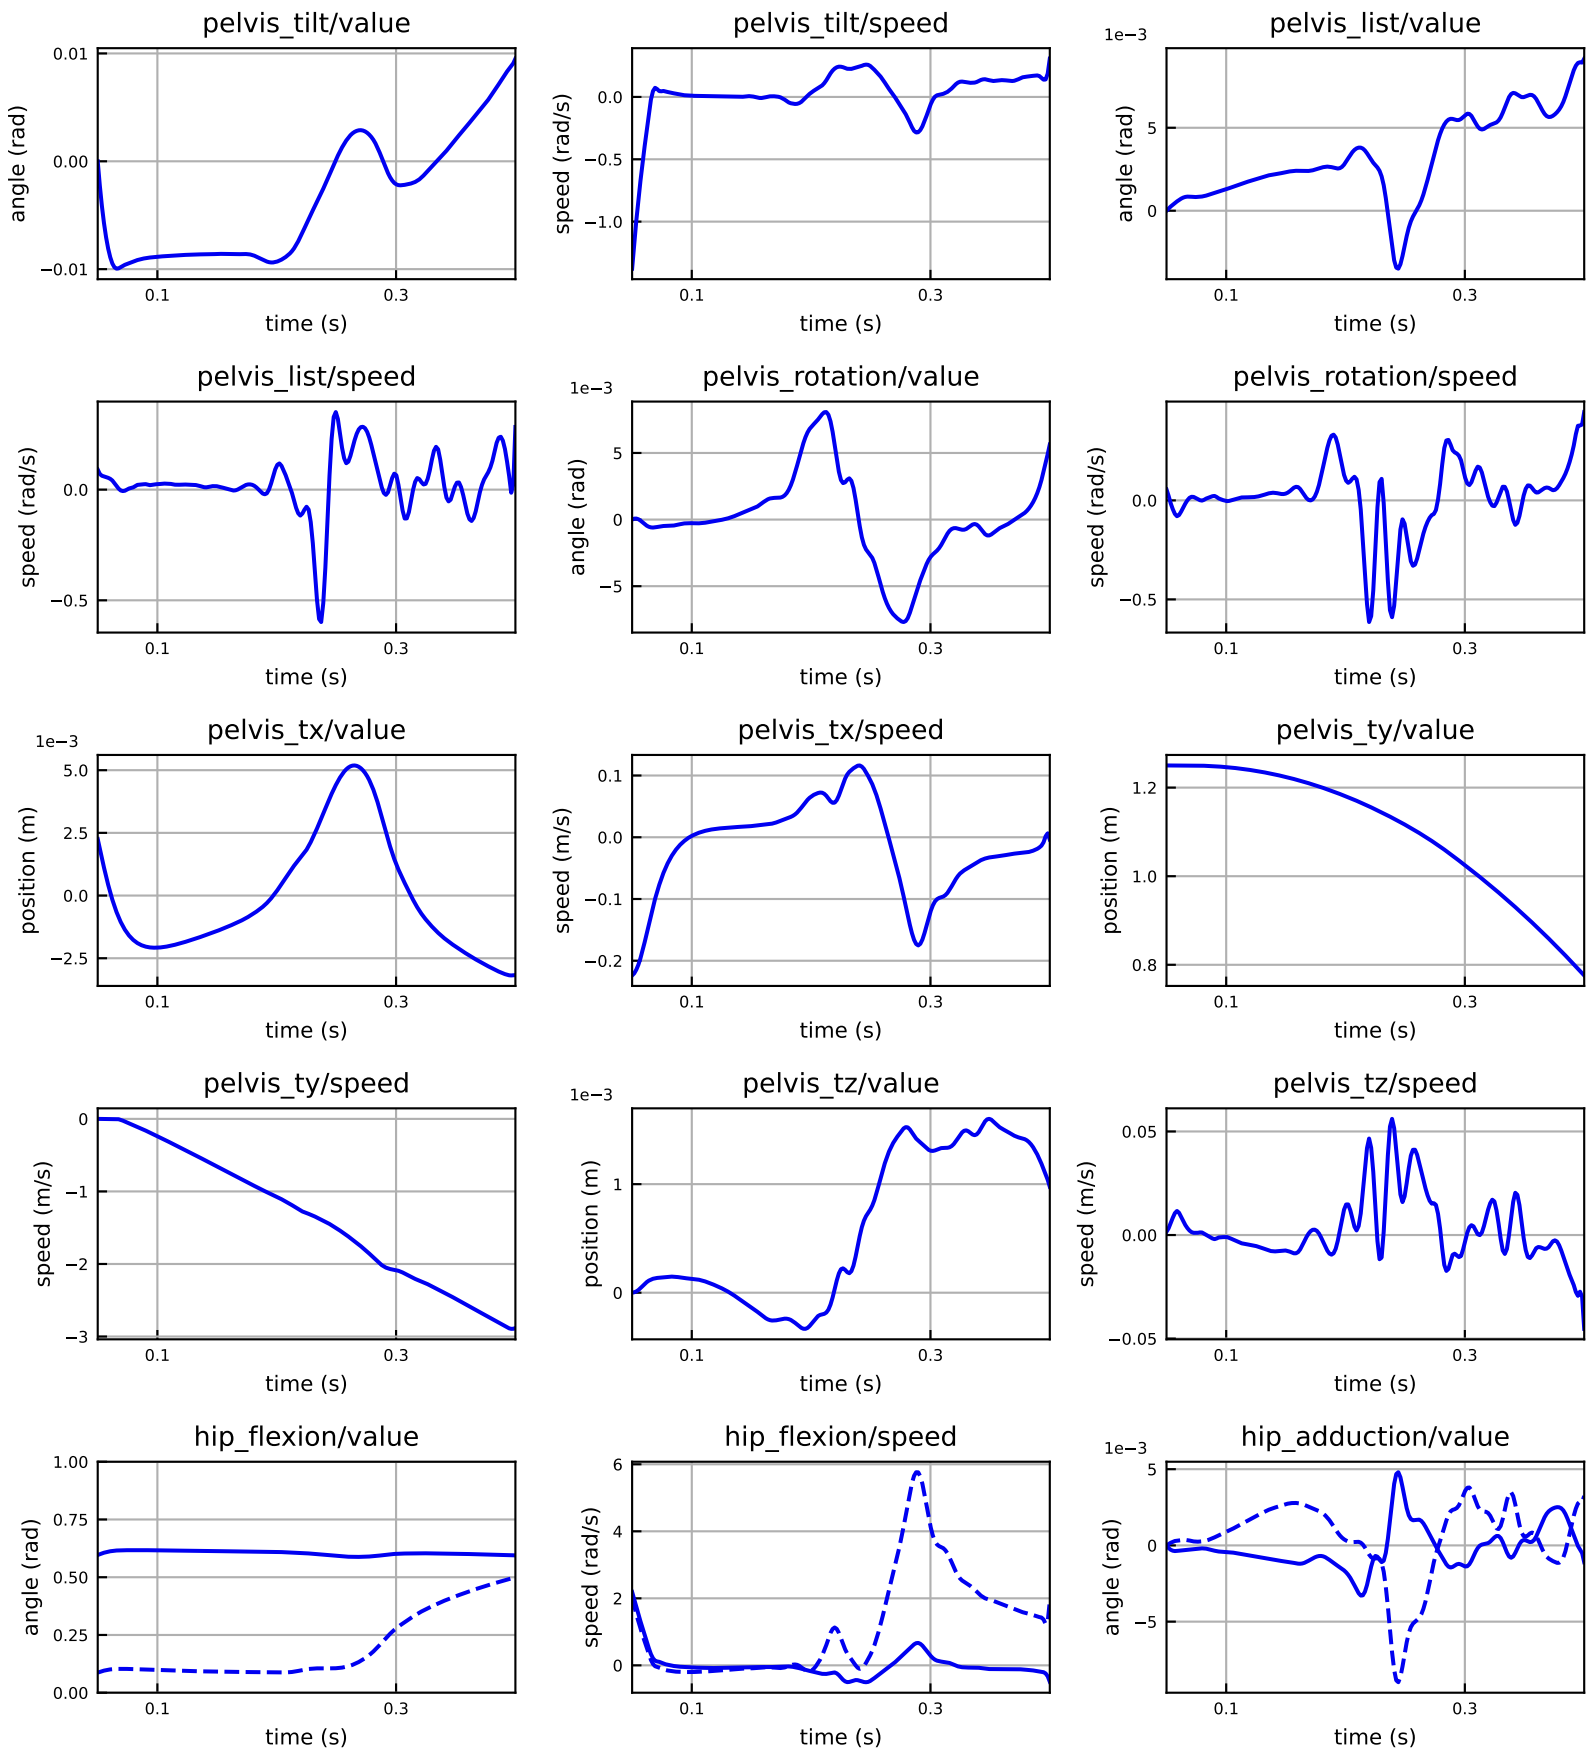 pelvis_tilt/value
angle (rad)
0.01
0.00
−0.01
0.1
0.3
time (s)
pelvis_tilt/speed
speed (rad/s)
0.0
−0.5
−1.0
0.1
0.3
time (s)
pelvis_list/value
1e−3
angle (rad)
5
0
0.1
0.3
time (s)
pelvis_list/speed
speed (rad/s)
0.0
−0.5
0.1
0.3
time (s)
pelvis_rotation/value
1e−3
angle (rad)
5
0
−5
0.1
0.3
time (s)
pelvis_rotation/speed
speed (rad/s)
0.0
−0.5
0.1
0.3
time (s)
pelvis_tx/value
1e−3
position (m)
5.0
2.5
0.0
−2.5
0.1
0.3
time (s)
pelvis_tx/speed
speed (m/s)
0.1
0.0
−0.1
−0.2
0.1
0.3
time (s)
pelvis_ty/value
position (m)
1.2
1.0
0.8
0.1
0.3
time (s)
pelvis_ty/speed
speed (m/s)
0
−1
−2
−3
0.1
0.3
time (s)
pelvis_tz/value
1e−3
position (m)
1
0
0.1
0.3
time (s)
pelvis_tz/speed
speed (m/s)
0.05
0.00
−0.05
0.1
0.3
time (s)
hip_flexion/value
angle (rad)
1.00
0.75
0.50
0.25
0.00
0.1
0.3
time (s)
hip_flexion/speed
speed (rad/s)
6
4
2
0
0.1
0.3
time (s)
hip_adduction/value
1e−3
angle (rad)
5
0
−5
0.1
0.3
time (s)